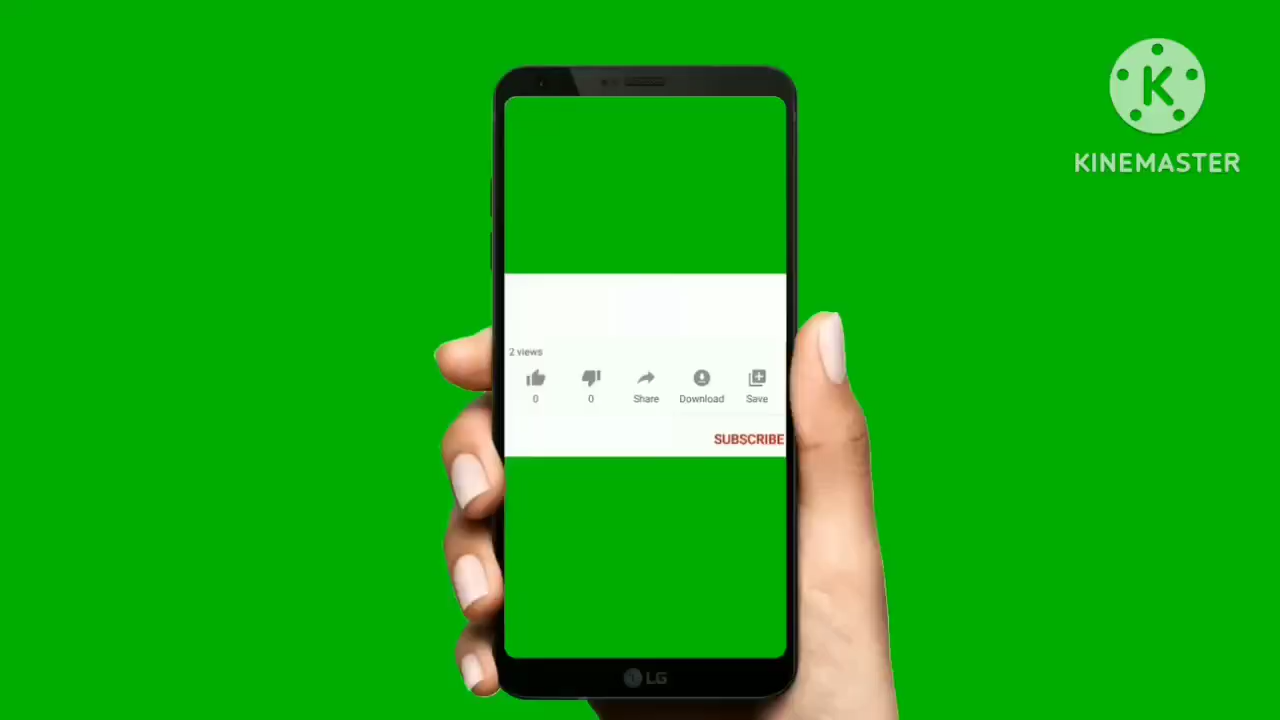 K
KINEMASTER
2 views
0 0 Share Download Save
SUBSCRIBE
LG